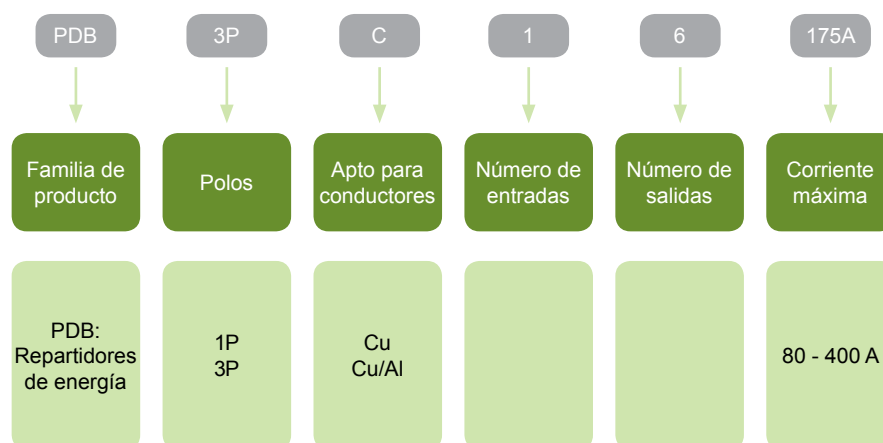 PDB
3P
C
1
6
175A
Familia de
producto
Polos
Apto para
conductores
Número de
entradas
Número de
salidas
Corriente
máxima
PDB:
Repartidores
de energía
1P
3P
Cu
Cu/Al
80 - 400 A